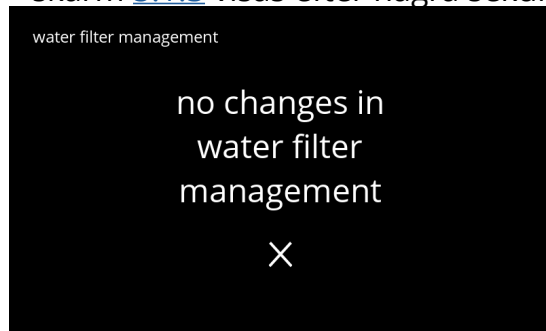 water filter management
no changes in
water filter
management
X